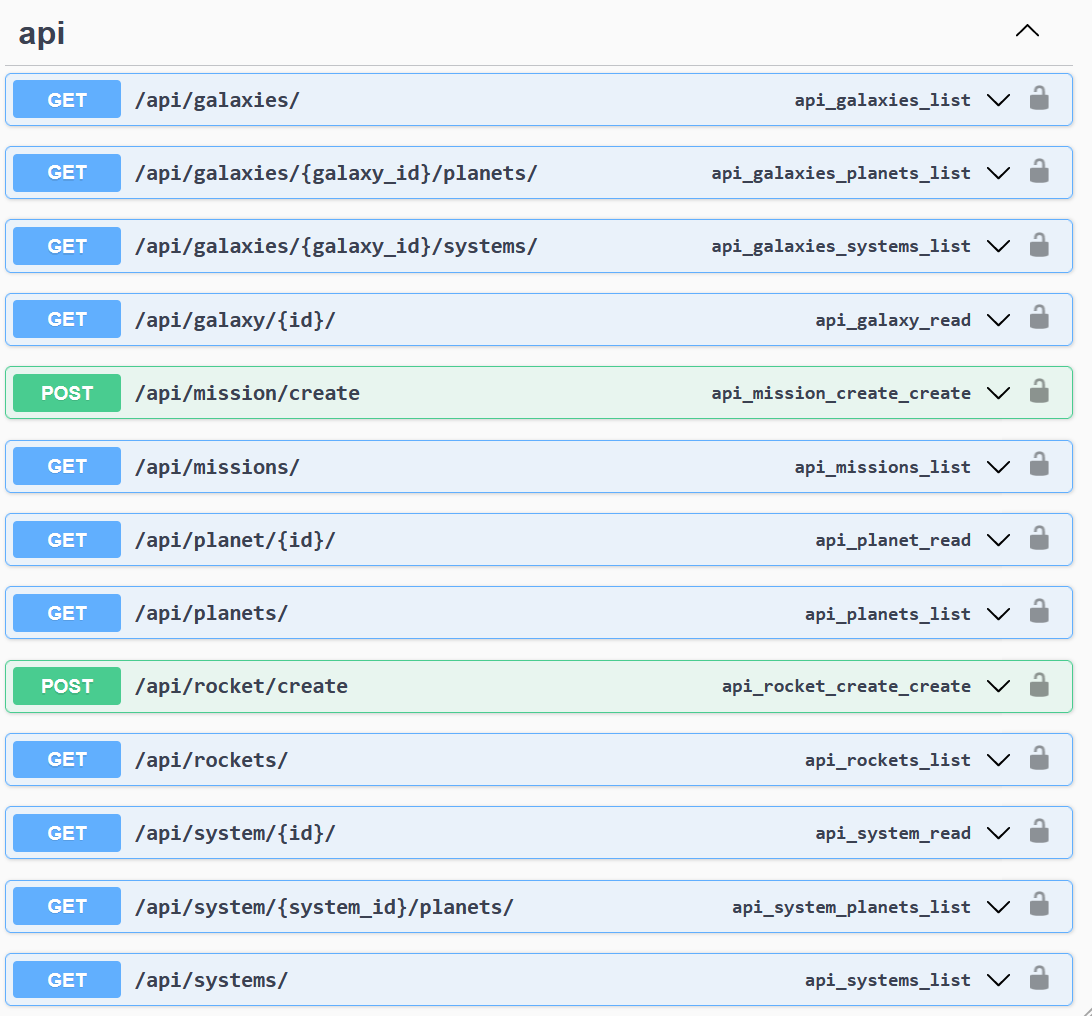 api
GET /api/galaxies/ api_galaxies_list
GET /api/galaxies/{galaxy_id}/planets/ api_galaxies_planets_list
GET /api/galaxies/{galaxy_id}/systems/ api_galaxies_systems_list
GET /api/galaxy/{id}/ api_galaxy_read
POST /api/mission/create api_mission_create_create
GET /api/missions/ api_missions_list
GET /api/planet/{id}/ api_planet_read
GET /api/planets/ api_planets_list
POST /api/rocket/create api_rocket_create_create
GET /api/rockets/ api_rockets_list
GET /api/system/{id}/ api_system_read
GET /api/system/{system_id}/planets/ api_system_planets_list
GET /api/systems/ api_systems_list